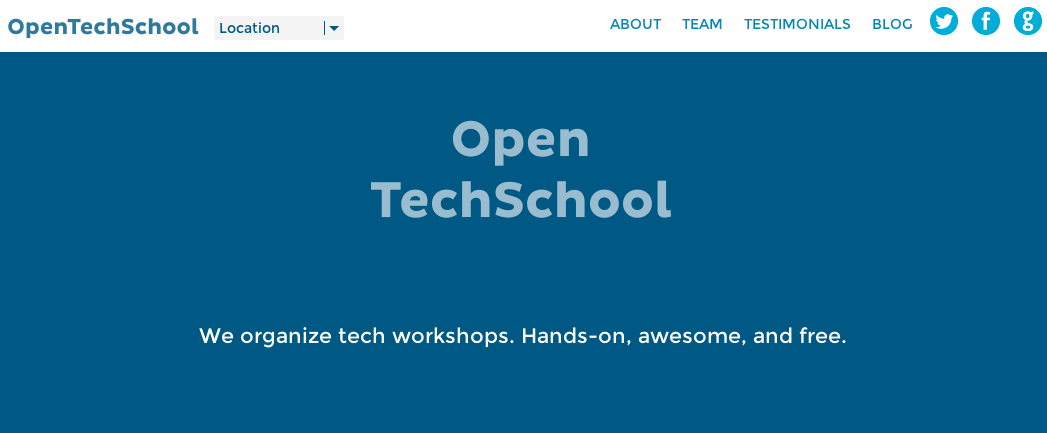 OpenTechSchool
Location
ABOUT TEAM TESTIMONIALS BLOG
Open
TechSchool
We organize tech workshops. Hands-on, awesome, and free.